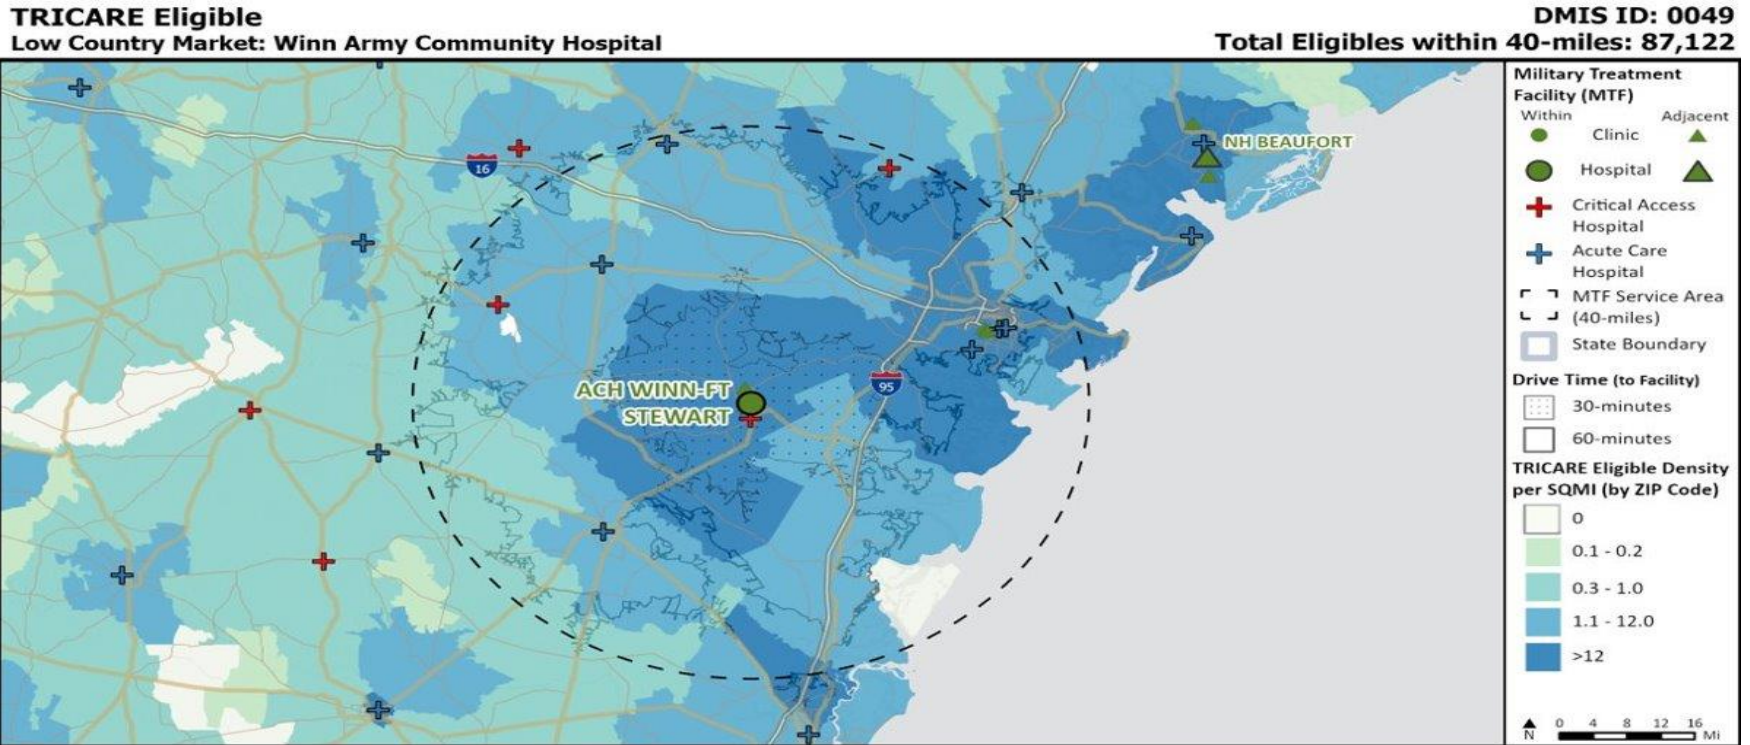 TRICARE Eligible
DMIS ID: 0049
Low Country Market: Winn Army Community Hospital
Total Eligibles within 40-miles: 87,122
16
NH BEAUFORT
95
ACH WINN-FT
STEWART
Military Treatment
Facility (MTF)
Within
Adjacent
Clinic
Hospital
Critical Access
Hospital
Acute Care
Hospital
MTF Service Area
(40-miles)
State Boundary
Drive Time (to Facility)
30-minutes
60-minutes
TRICARE Eligible Density
per SQMI (by ZIP Code)
0
0.1 - 0.2
0.3 - 1.0
1.1 - 12.0
>12
N
0 4 8 12 16
Mi